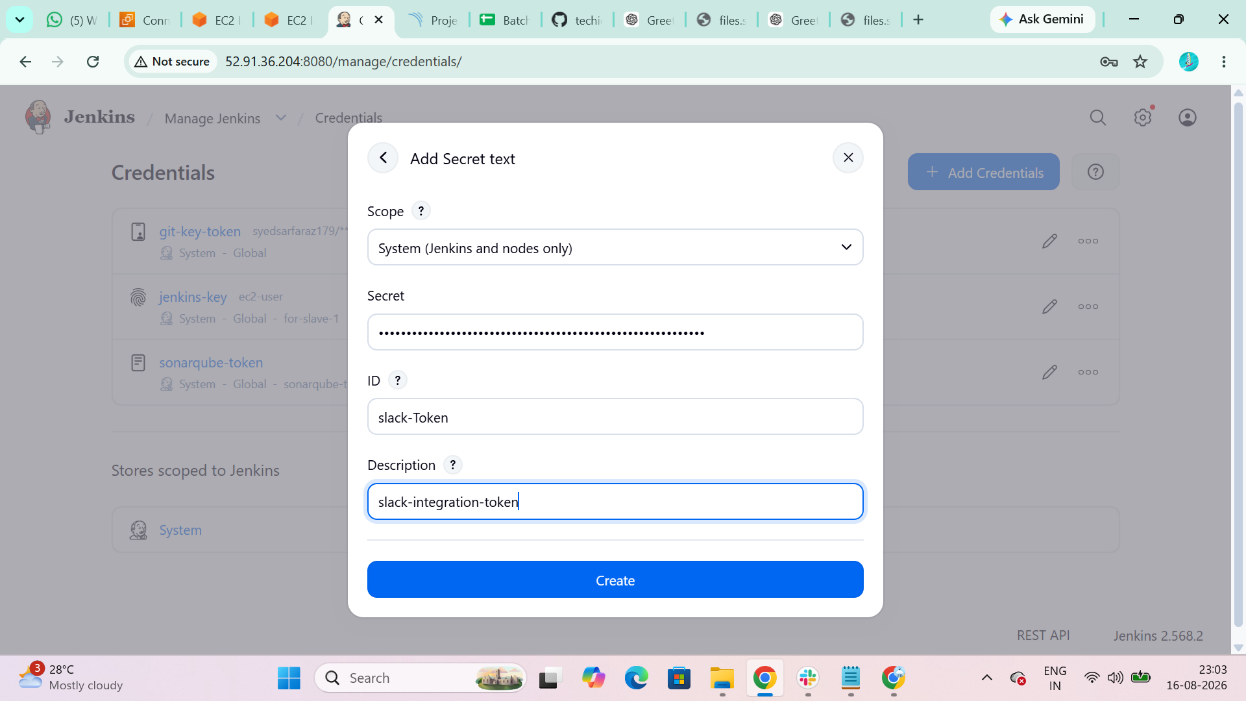 (5) W
Conn
EC2 I
EC2 I
Proje
Batch
techie
Greet
files.s
Greet
files.s
Ask Gemini
Not secure
52.91.36.204:8080/manage/credentials/
Jenkins / Manage Jenkins / Credentials
Credentials
+ Add Credentials
git-key-token syedsarfaraz179/**
System - Global
jenkins-key ec2-user
System - Global - for-slave-1
sonarqube-token
System - Global - sonarqube-t
Stores scoped to Jenkins
System
Add Secret text
Scope ?
System (Jenkins and nodes only)
Secret
•••••••••••••••••••••••••••••••••••••••••••••••••••••••••••
ID ?
slack-Token
Description ?
slack-integration-token
Create
REST API
Jenkins 2.568.2
3
28°C
Mostly cloudy
Search
ENG
IN
23:03
16-08-2026